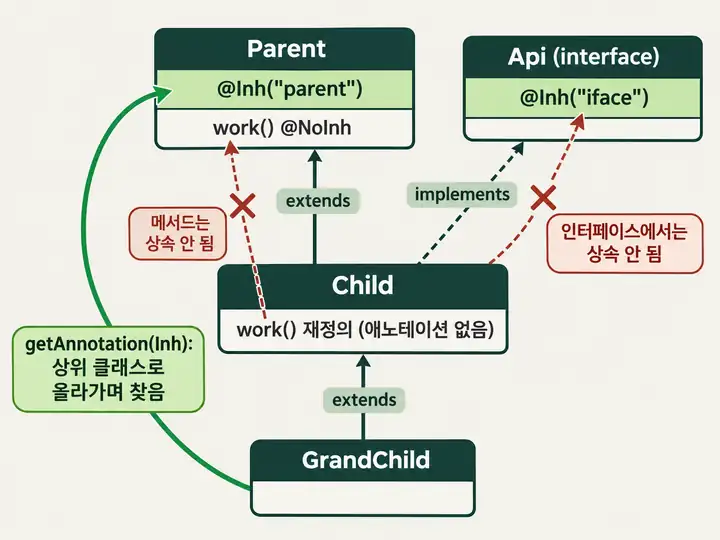 Parent
@Inh("parent")
work() @NoInh
Api (interface)
@Inh("iface")
extends
implements
메서드는
상속 안 됨
인터페이스에서는
상속 안 됨
Child
work() 재정의 (애노테이션 없음)
getAnnotation(Inh):
상위 클래스로
올라가며 찾음
extends
GrandChild